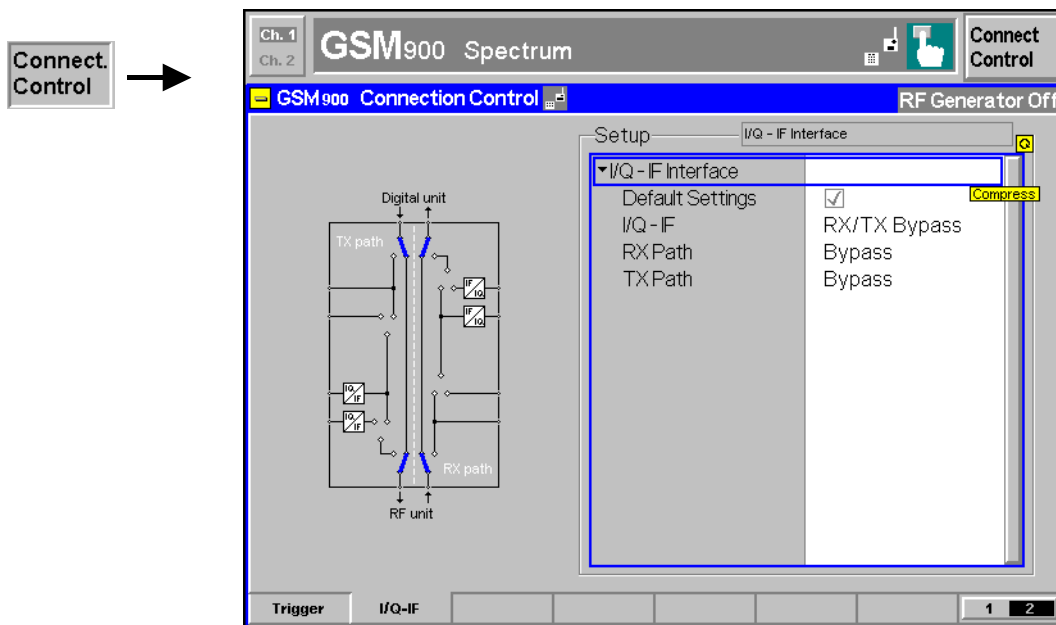 Connect.
Control
Ch. 1
Ch. 2
GSM900 Spectrum
Connect
Control
GSM900 Connection Control
RF Generator Off
Setup
I/Q - IF Interface
I/Q - IF Interface
Compress
Default Settings
I/Q - IF RX/TX Bypass
RX Path Bypass
TX Path Bypass
Digital unit
TX path
IF/IQ
IF/IQ
IQ/IF
IQ/IF
RX path
RF unit
Trigger I/Q-IF 1 2